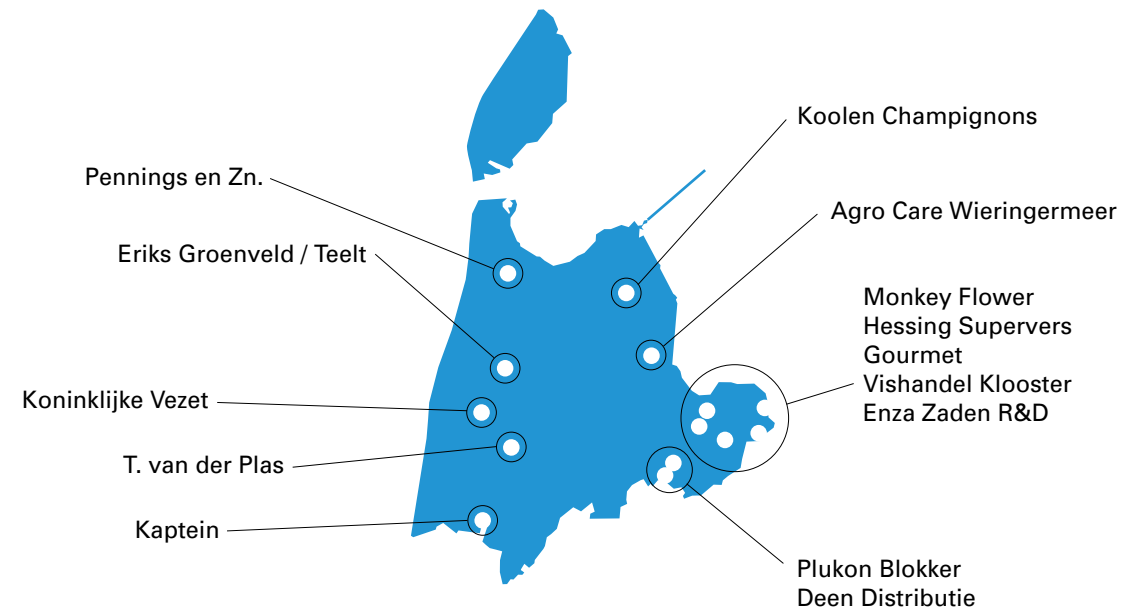 Koolen Champignons
Pennings en Zn.
Agro Care Wieringermeer
Eriks Groenveld / Teelt
Monkey Flower
Hessing Supervers
Gourmet
Vishandel Klooster
Enza Zaden R&D
Koninklijke Vezet
T. van der Plas
Kaptein
Plukon Blokker
Deen Distributie